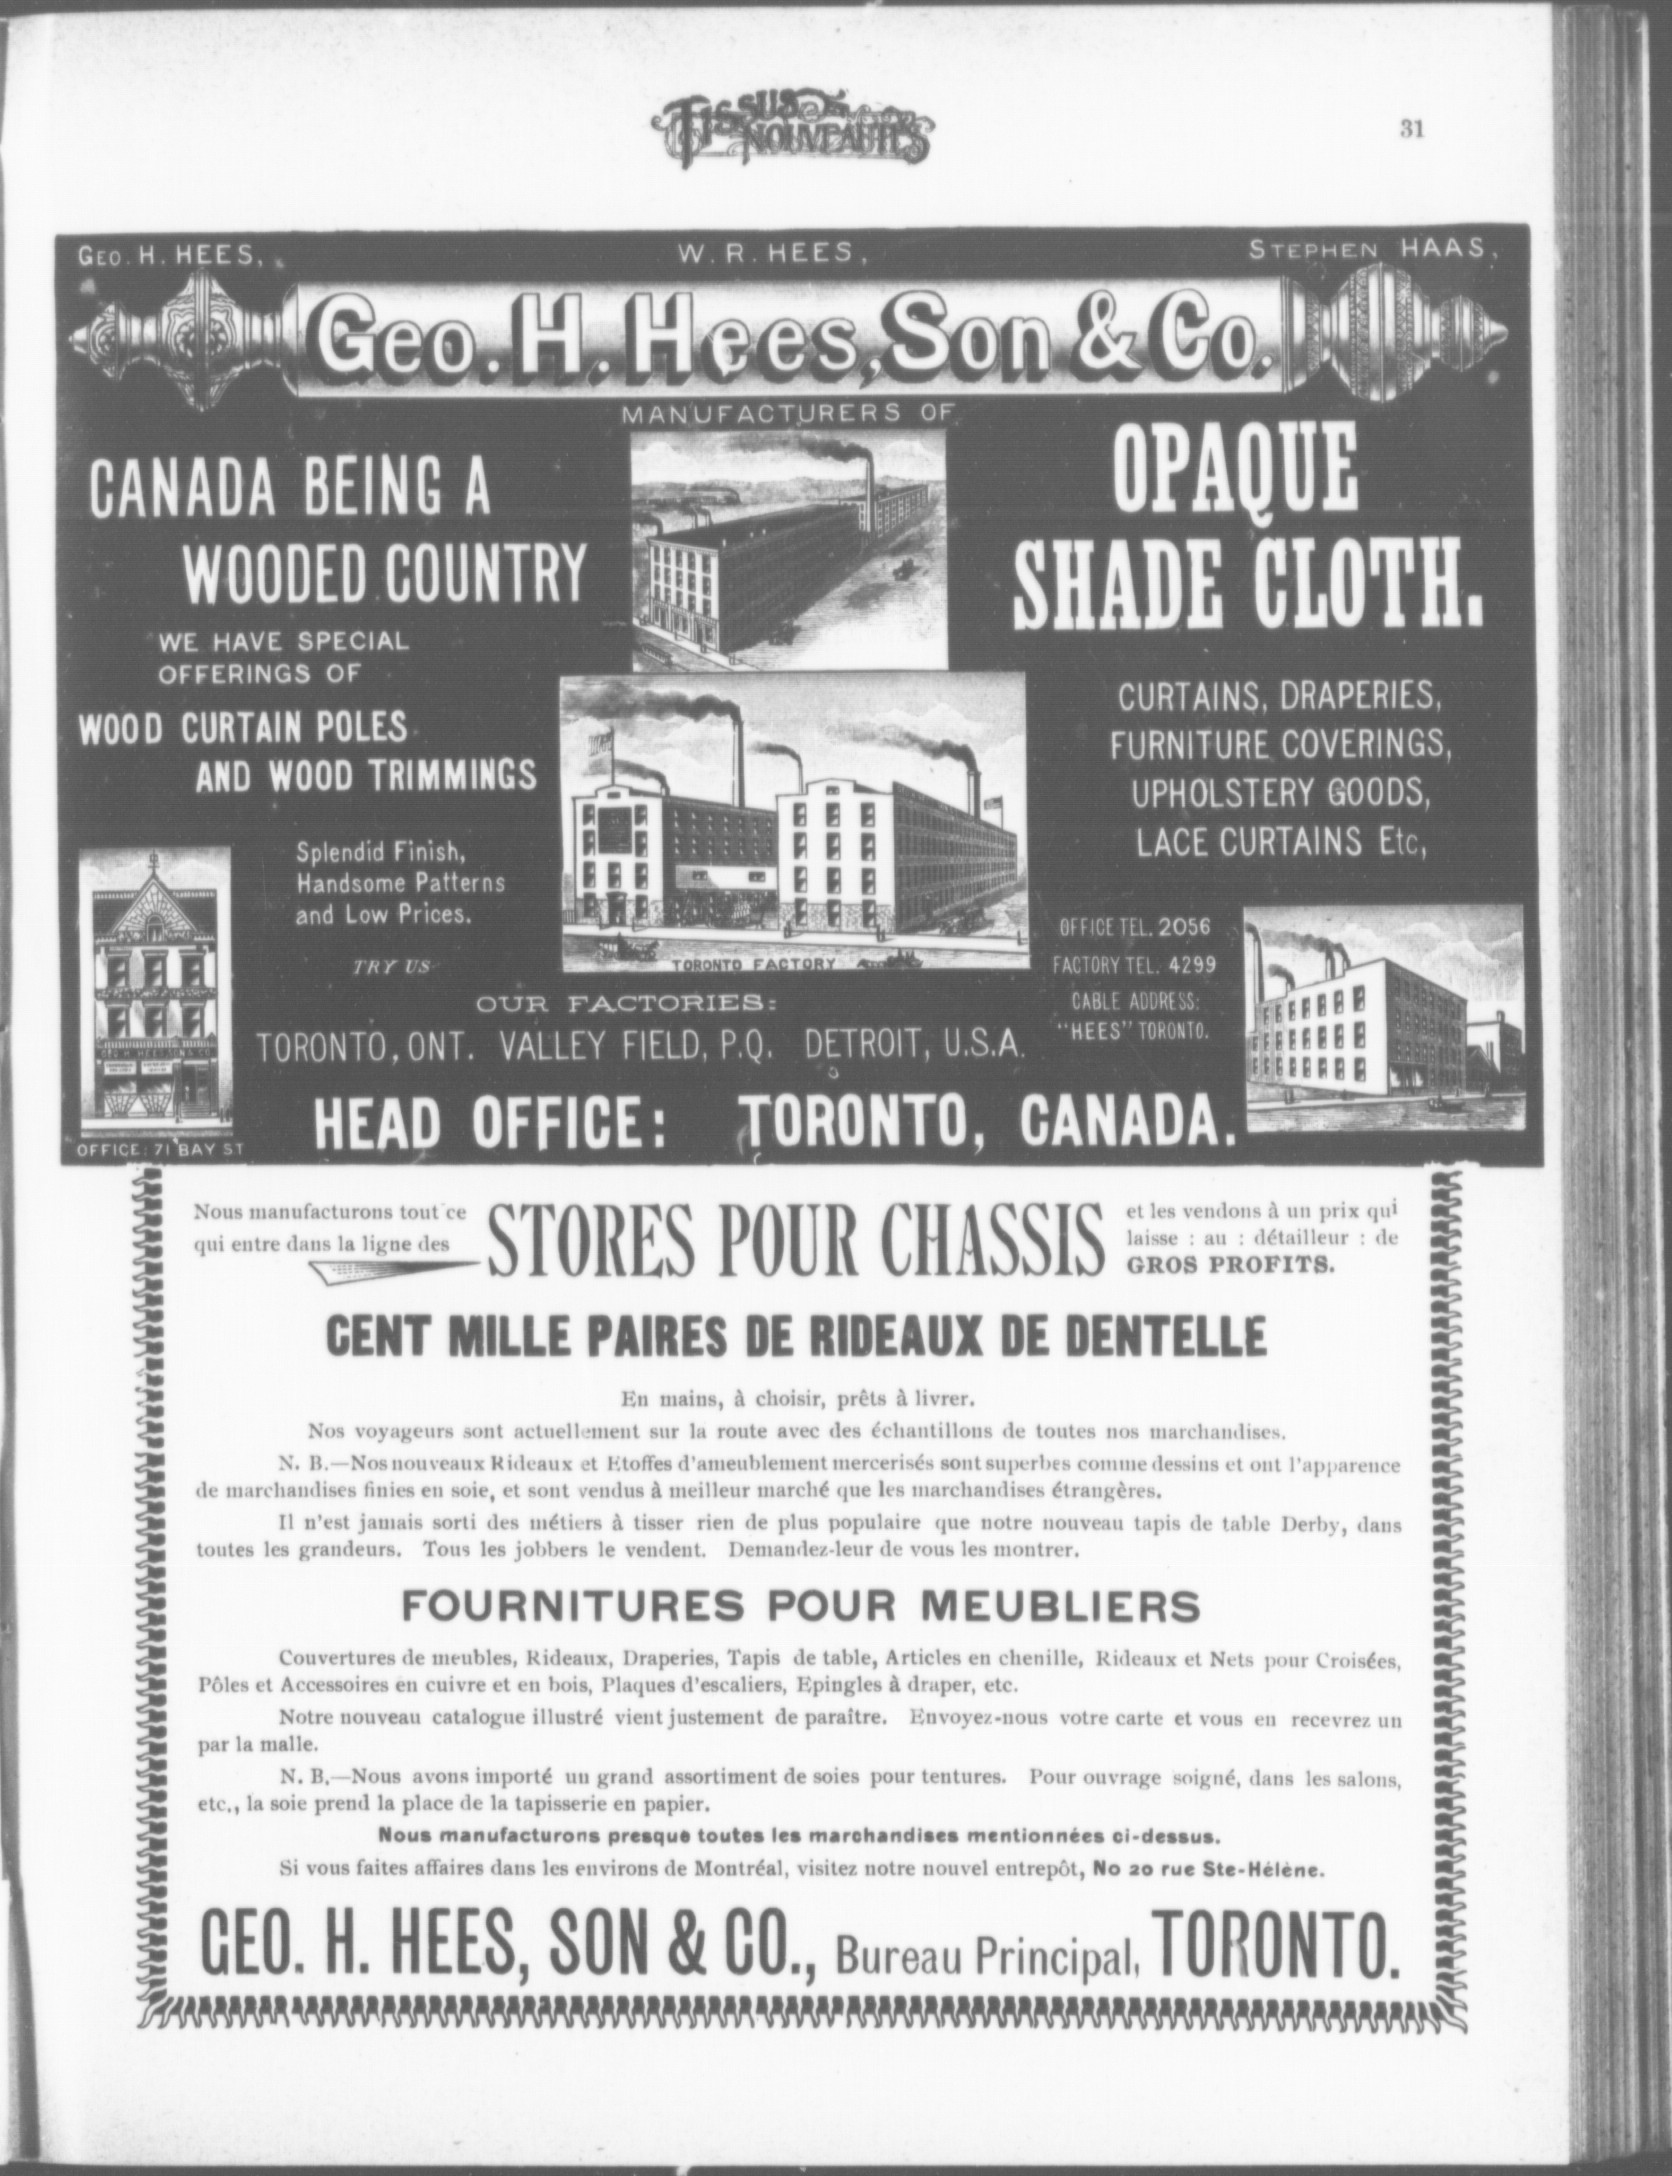 TISSUS & NOUVEAUTÉS
31
GEO. H. HEES,
W. R. HEES,
STEPHEN HAAS,
Geo. H. Hees, Son & Co.
MANUFACTURERS OF
CANADA BEING A
WOODED COUNTRY
WE HAVE SPECIAL
OFFERINGS OF
WOOD CURTAIN POLES
AND WOOD TRIMMINGS
Splendid Finish,
Handsome Patterns
and Low Prices.
TRY US
OPAQUE
SHADE CLOTH.
CURTAINS, DRAPERIES,
FURNITURE COVERINGS,
UPHOLSTERY GOODS,
LACE CURTAINS Etc,
TORONTO FACTORY
OFFICE TEL. 2056
FACTORY TEL. 4299
CABLE ADDRESS:
"HEES" TORONTO.
OUR FACTORIES:
TORONTO, ONT. VALLEY FIELD, P.Q. DETROIT, U.S.A.
GEO. H. HEES SON & CO
OFFICE: 71 BAY ST
HEAD OFFICE: TORONTO, CANADA.
Nous manufacturons tout ce
qui entre dans la ligne des
STORES POUR CHASSIS
et les vendons à un prix qui
laisse : au : détailleur : de
GROS PROFITS.
CENT MILLE PAIRES DE RIDEAUX DE DENTELLE
En mains, à choisir, prêts à livrer.
Nos voyageurs sont actuellement sur la route avec des échantillons de toutes nos marchandises.
N. B.—Nos nouveaux Rideaux et Etoffes d'ameublement mercerisés sont superbes comme dessins et ont l'apparence
de marchandises finies en soie, et sont vendus à meilleur marché que les marchandises étrangères.
Il n'est jamais sorti des métiers à tisser rien de plus populaire que notre nouveau tapis de table Derby, dans
toutes les grandeurs. Tous les jobbers le vendent. Demandez-leur de vous les montrer.
FOURNITURES POUR MEUBLIERS
Couvertures de meubles, Rideaux, Draperies, Tapis de table, Articles en chenille, Rideaux et Nets pour Croisées,
Pôles et Accessoires en cuivre et en bois, Plaques d'escaliers, Epingles à draper, etc.
Notre nouveau catalogue illustré vient justement de paraître. Envoyez-nous votre carte et vous en recevrez un
par la malle.
N. B.—Nous avons importé un grand assortiment de soies pour tentures. Pour ouvrage soigné, dans les salons,
etc., la soie prend la place de la tapisserie en papier.
Nous manufacturons presque toutes les marchandises mentionnées ci-dessus.
Si vous faites affaires dans les environs de Montréal, visitez notre nouvel entrepôt, No 20 rue Ste-Hélène.
GEO. H. HEES, SON & CO., Bureau Principal, TORONTO.